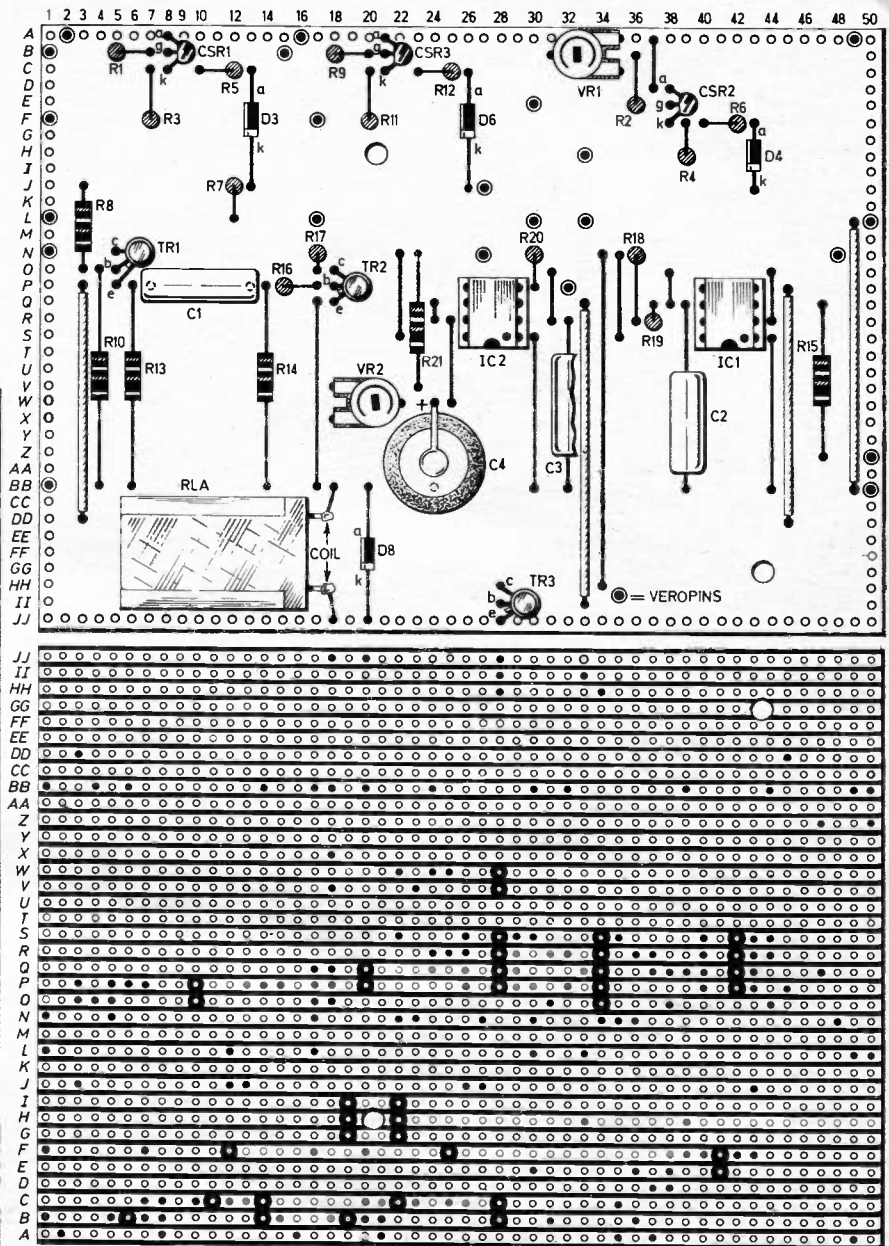 1 2 3 4 5 6 7 8 9 10 12 14 16 18 20 22 24 26 28 30 32 34 36 38 40 42 44 46 48 50
A
B
C
D
E
F
G
H
I
J
K
L
M
N
O
P
Q
R
S
T
U
V
W
X
Y
Z
AA
BB
CC
DD
EE
FF
GG
HH
II
JJ
R1
a
g
k
CSR1
R3
R5
a
D3
k
R7
R9
a
g
k
CSR3
R11
R12
a
D6
k
VR1
R2
a
g
k
CSR2
R4
R6
a
D4
k
R8
c
b
e
TR1
C1
R16
R17
c
b
e
TR2
R20
R18
R10
R13
R14
R21
IC2
R19
IC1
R15
VR2
+
C4
C3
C2
RLA
COIL
a
D8
k
c
b
e
TR3
= VEROPINS
JJ
II
HH
GG
FF
EE
DD
CC
BB
AA
Z
Y
X
W
V
U
T
S
R
Q
P
O
N
M
L
K
J
I
H
G
F
E
D
C
B
A